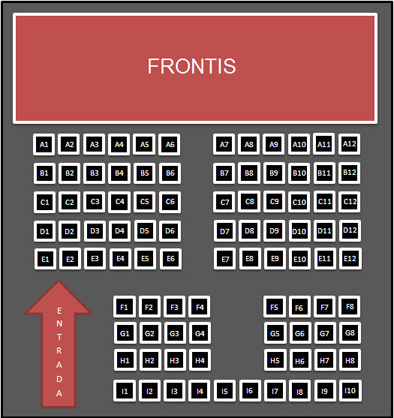 FRONTIS
A1 A2 A3 A4 A5 A6 A7 A8 A9 A10 A11 A12
B1 B2 B3 B4 B5 B6 B7 B8 B9 B10 B11 B12
C1 C2 C3 C4 C5 C6 C7 C8 C9 C10 C11 C12
D1 D2 D3 D4 D5 D6 D7 D8 D9 D10 D11 D12
E1 E2 E3 E4 E5 E6 E7 E8 E9 E10 E11 E12
ENTRADA
F1 F2 F3 F4 F5 F6 F7 F8
G1 G2 G3 G4 G5 G6 G7 G8
H1 H2 H3 H4 H5 H6 H7 H8
I1 I2 I3 I4 I5 I6 I7 I8 I9 I10